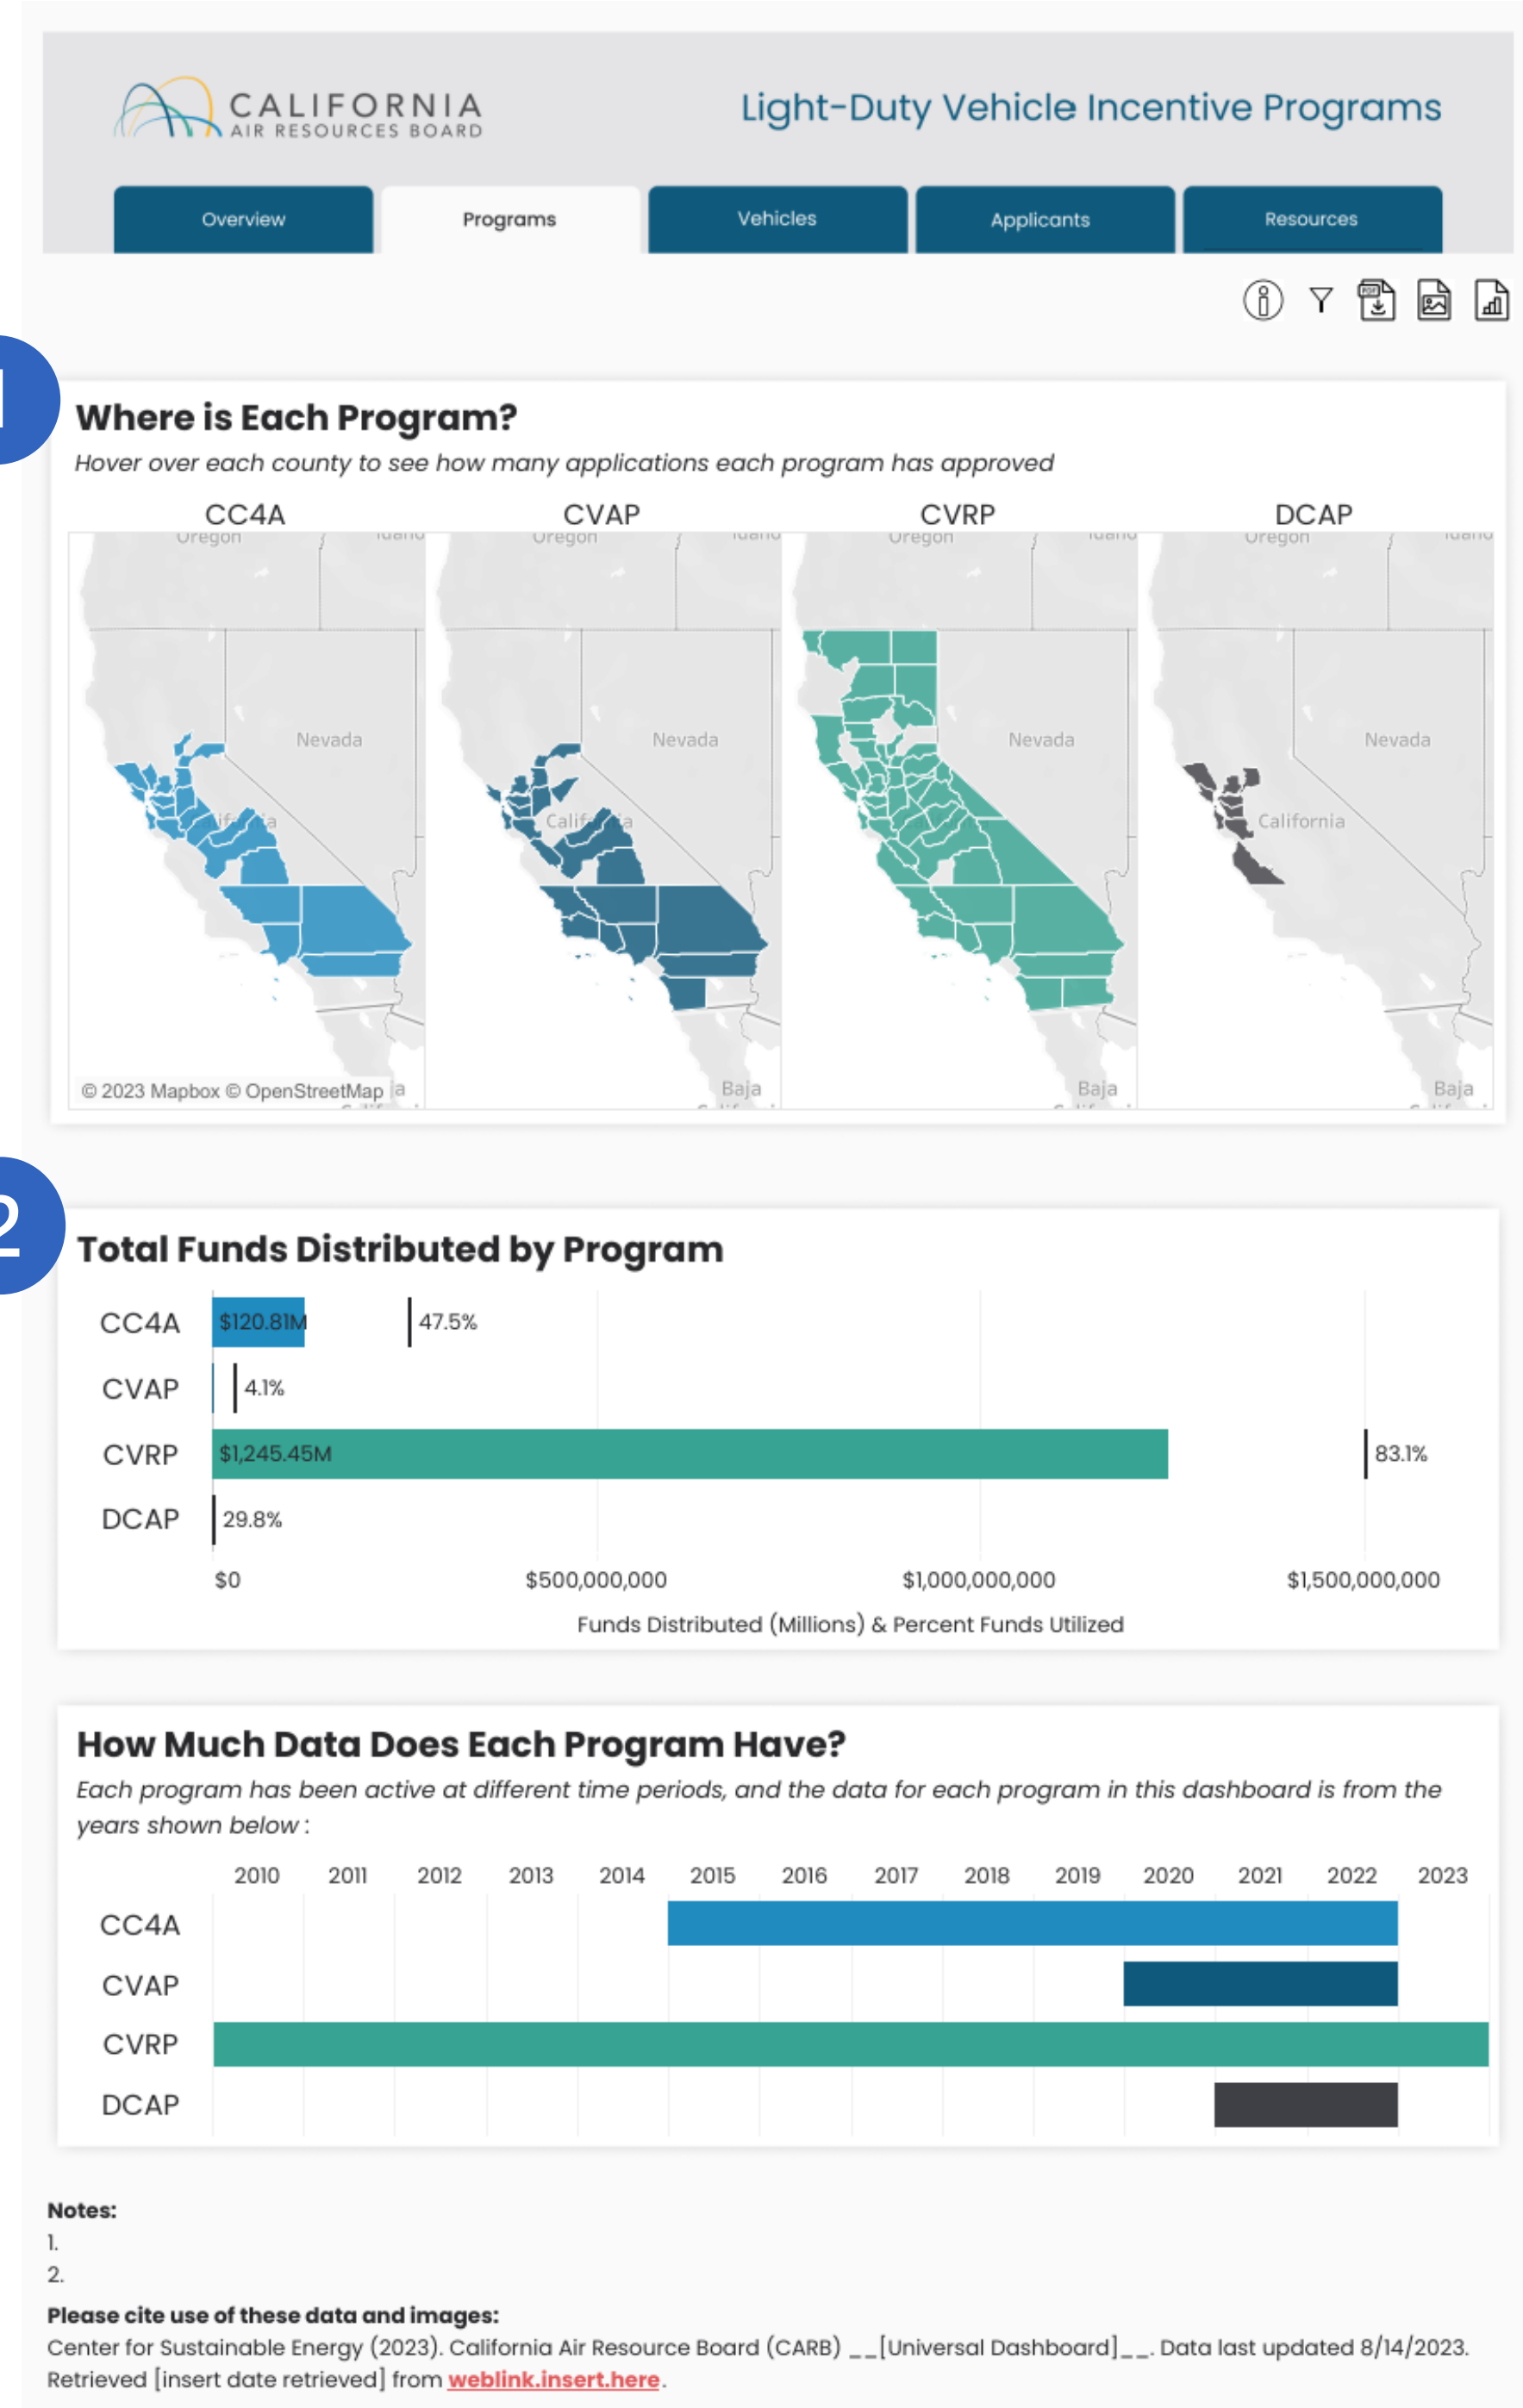 CALIFORNIA
AIR RESOURCES BOARD
Light-Duty Vehicle Incentive Programs
Overview
Programs
Vehicles
Applicants
Resources
PDF
1
Where is Each Program?
Hover over each county to see how many applications each program has approved
CC4A
CVAP
CVRP
DCAP
Oregon
Idaho
Oregon
Idaho
Oregon
Idaho
Oregon
Idaho
Nevada
Nevada
Nevada
Nevada
California
California
California
California
© 2023 Mapbox © OpenStreetMap
Baja
Baja
Baja
2
Total Funds Distributed by Program
CC4A
$120.81M
47.5%
CVAP
4.1%
CVRP
$1,245.45M
83.1%
DCAP
29.8%
$0
$500,000,000
$1,000,000,000
$1,500,000,000
Funds Distributed (Millions) & Percent Funds Utilized
How Much Data Does Each Program Have?
Each program has been active at different time periods, and the data for each program in this dashboard is from the
years shown below :
2010 2011 2012 2013 2014 2015 2016 2017 2018 2019 2020 2021 2022 2023
CC4A
CVAP
CVRP
DCAP
Notes:
1.
2.
Please cite use of these data and images:
Center for Sustainable Energy (2023). California Air Resource Board (CARB) __[Universal Dashboard]__. Data last updated 8/14/2023.
Retrieved [insert date retrieved] from weblink.insert.here.